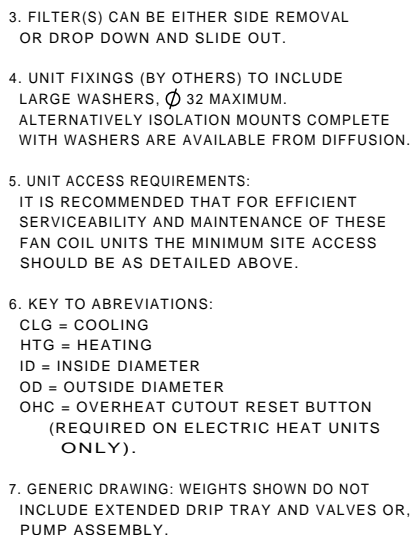 3. FILTER(S) CAN BE EITHER SIDE REMOVAL
OR DROP DOWN AND SLIDE OUT.
4. UNIT FIXINGS (BY OTHERS) TO INCLUDE
LARGE WASHERS, Ø 32 MAXIMUM.
ALTERNATIVELY ISOLATION MOUNTS COMPLETE
WITH WASHERS ARE AVAILABLE FROM DIFFUSION.
5. UNIT ACCESS REQUIREMENTS:
IT IS RECOMMENDED THAT FOR EFFICIENT
SERVICEABILITY AND MAINTENANCE OF THESE
FAN COIL UNITS THE MINIMUM SITE ACCESS
SHOULD BE AS DETAILED ABOVE.
6. KEY TO ABREVIATIONS:
CLG = COOLING
HTG = HEATING
ID = INSIDE DIAMETER
OD = OUTSIDE DIAMETER
OHC = OVERHEAT CUTOUT RESET BUTTON
(REQUIRED ON ELECTRIC HEAT UNITS
ONLY).
7. GENERIC DRAWING: WEIGHTS SHOWN DO NOT
INCLUDE EXTENDED DRIP TRAY AND VALVES OR,
PUMP ASSEMBLY.